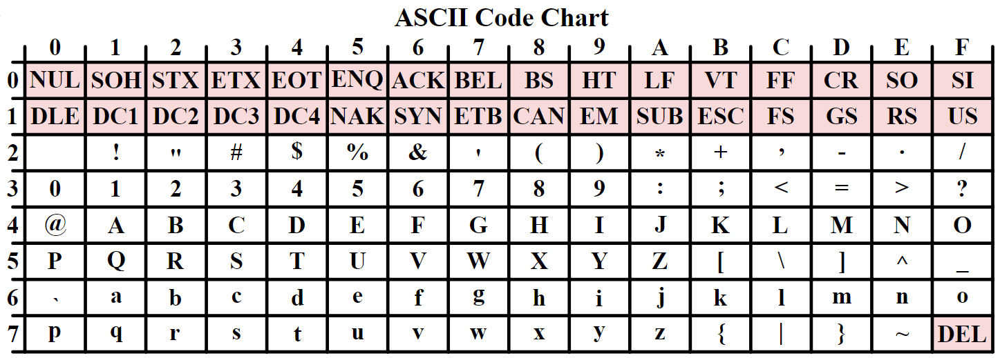 ASCII Code Chart
0 1 2 3 4 5 6 7 8 9 A B C D E F
0 NUL SOH STX ETX EOT ENQ ACK BEL BS HT LF VT FF CR SO SI
1 DLE DC1 DC2 DC3 DC4 NAK SYN ETB CAN EM SUB ESC FS GS RS US
2 ! " # $ % & ' ( ) * + , - . /
3 0 1 2 3 4 5 6 7 8 9 : ; < = > ?
4 @ A B C D E F G H I J K L M N O
5 P Q R S T U V W X Y Z [ \ ] ^ _
6 ` a b c d e f g h i j k l m n o
7 p q r s t u v w x y z { | } ~ DEL